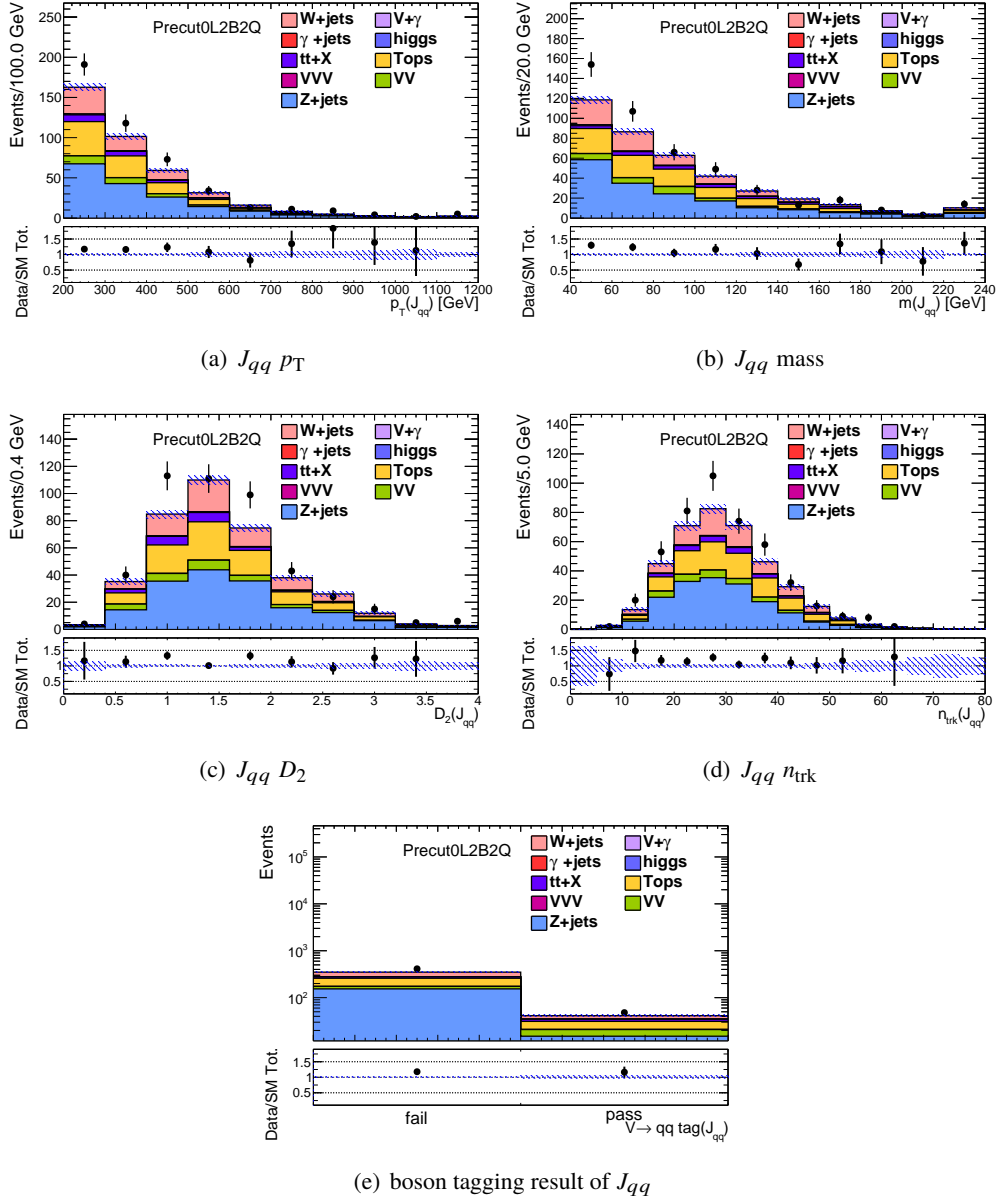 Events/100.0 GeV
250
200
150
100
50
0
Precut0L2B2Q
W+jets
V+γ
γ +jets
higgs
tt+X
Tops
VVV
VV
Z+jets
Data/SM Tot.
1.5
1
0.5
200 300 400 500 600 700 800 900 1000 1100 1200
p_T(J_qq) [GeV]
(a) J_qq p_T
Events/20.0 GeV
200
180
160
140
120
100
80
60
40
20
0
Precut0L2B2Q
W+jets
V+γ
γ +jets
higgs
tt+X
Tops
VVV
VV
Z+jets
Data/SM Tot.
1.5
1
0.5
40 60 80 100 120 140 160 180 200 220 240
m(J_qq) [GeV]
(b) J_qq mass
Events/0.4 GeV
140
120
100
80
60
40
20
0
Precut0L2B2Q
W+jets
V+γ
γ +jets
higgs
tt+X
Tops
VVV
VV
Z+jets
Data/SM Tot.
1.5
1
0.5
0 0.5 1 1.5 2 2.5 3 3.5 4
D_2(J_qq)
(c) J_qq D_2
Events/5.0 GeV
140
120
100
80
60
40
20
0
Precut0L2B2Q
W+jets
V+γ
γ +jets
higgs
tt+X
Tops
VVV
VV
Z+jets
Data/SM Tot.
1.5
1
0.5
0 10 20 30 40 50 60 70 80
n_trk(J_qq)
(d) J_qq n_trk
Events
10^5
10^4
10^3
10^2
Precut0L2B2Q
W+jets
V+γ
γ +jets
higgs
tt+X
Tops
VVV
VV
Z+jets
Data/SM Tot.
1.5
1
0.5
fail pass
V→ qq tag(J_qq)
(e) boson tagging result of J_qq